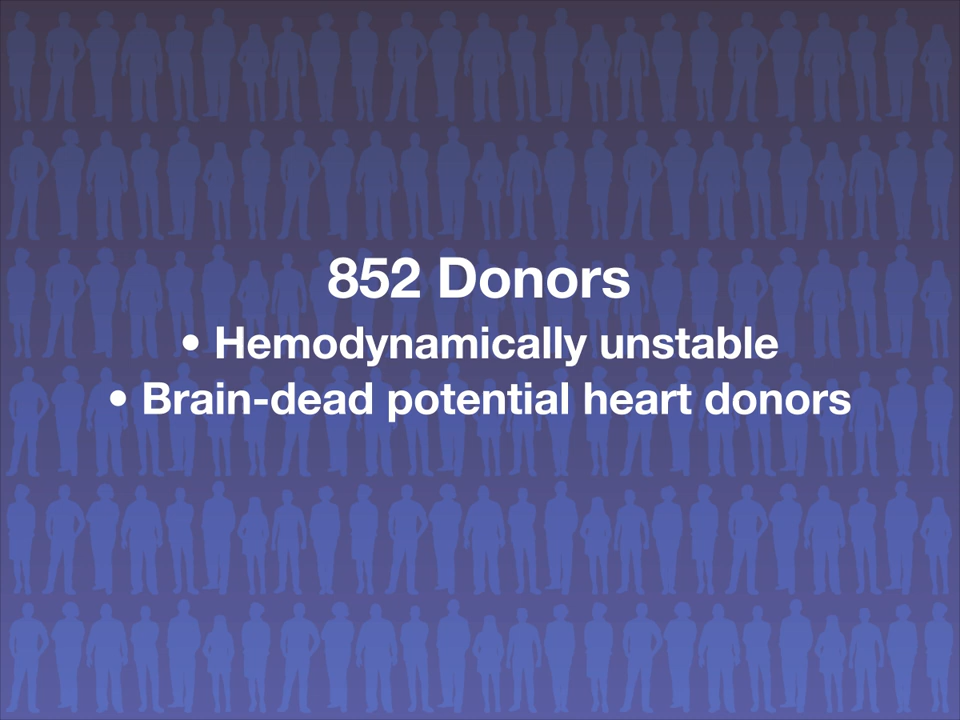 852 Donors
• Hemodynamically unstable
• Brain-dead potential heart donors